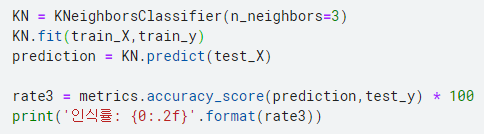 KN = KNeighborsClassifier(n_neighbors=3)
KN.fit(train_X,train_y)
prediction = KN.predict(test_X)
rate3 = metrics.accuracy_score(prediction,test_y) * 100
print('인식률: {0:.2f}'.format(rate3))